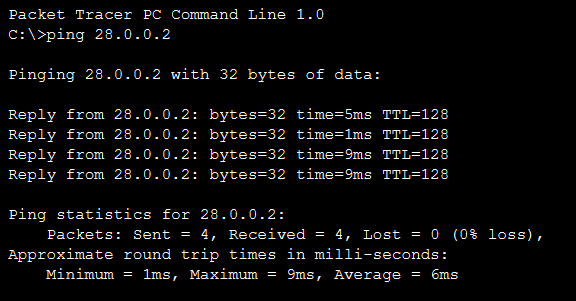 Packet Tracer PC Command Line 1.0
C:\>ping 28.0.0.2
Pinging 28.0.0.2 with 32 bytes of data:
Reply from 28.0.0.2: bytes=32 time=5ms TTL=128
Reply from 28.0.0.2: bytes=32 time=1ms TTL=128
Reply from 28.0.0.2: bytes=32 time=9ms TTL=128
Reply from 28.0.0.2: bytes=32 time=9ms TTL=128
Ping statistics for 28.0.0.2:
    Packets: Sent = 4, Received = 4, Lost = 0 (0% loss),
Approximate round trip times in milli-seconds:
    Minimum = 1ms, Maximum = 9ms, Average = 6ms